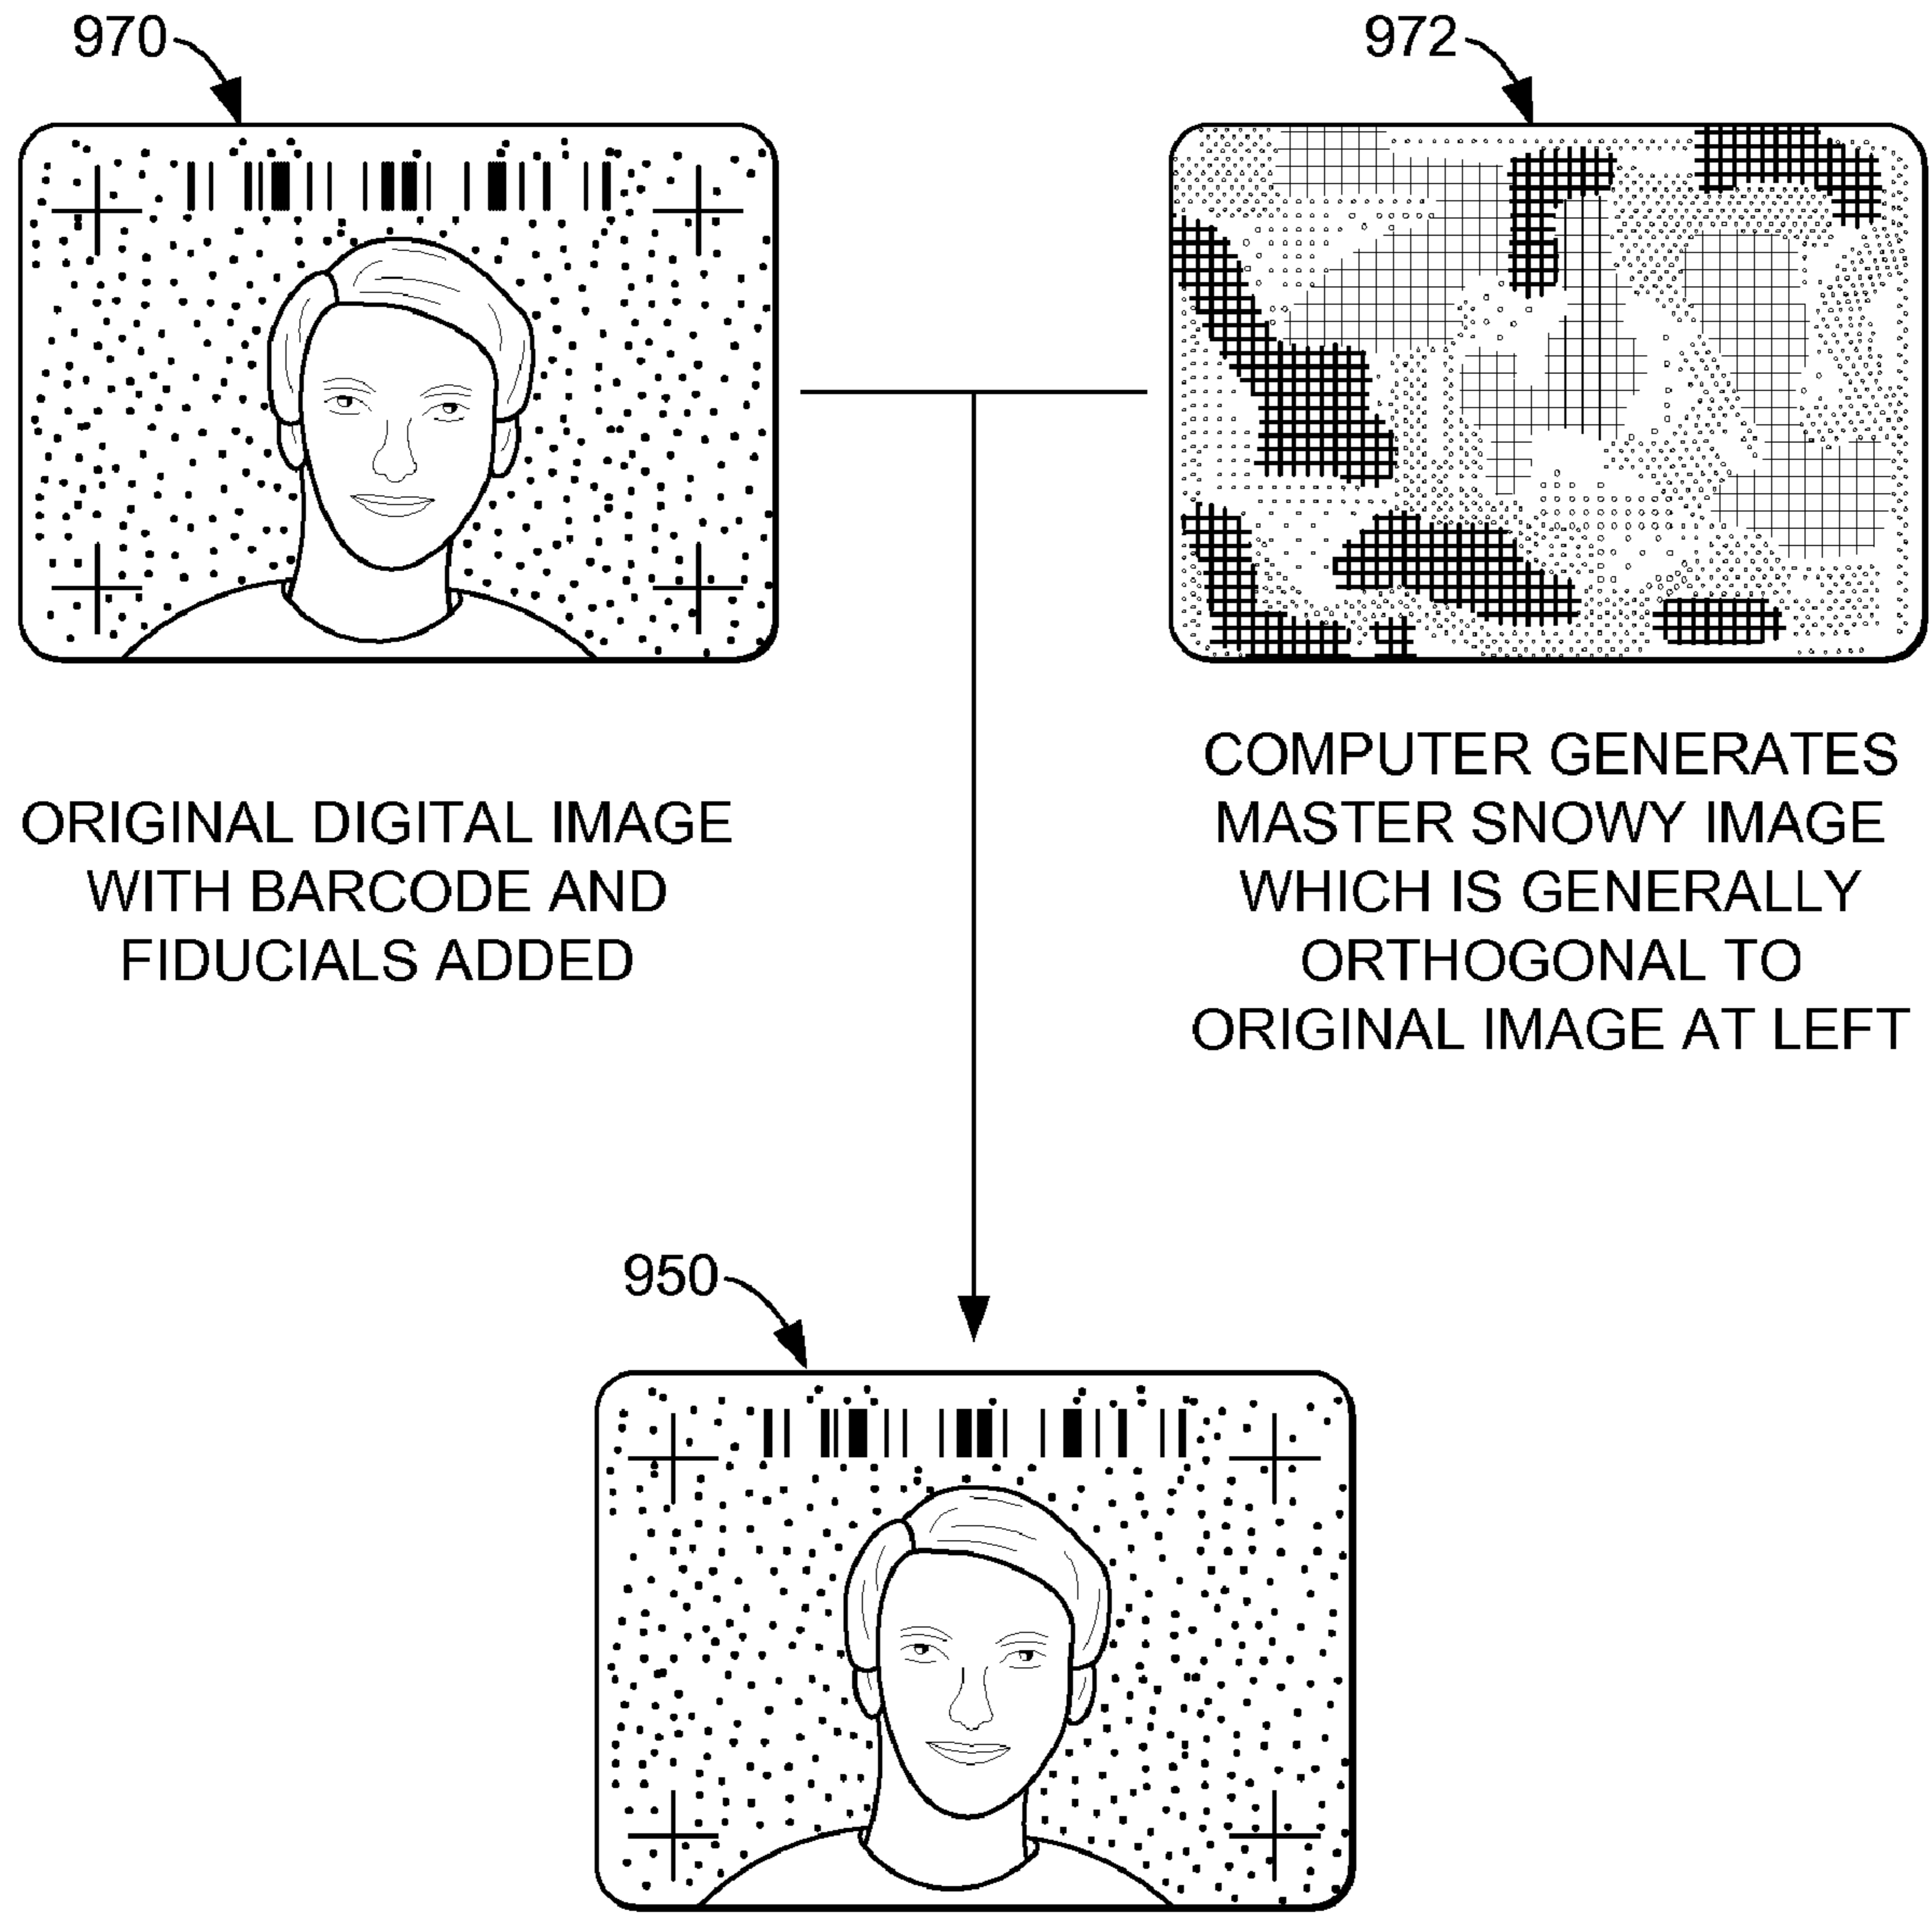 970
972
ORIGINAL DIGITAL IMAGE
WITH BARCODE AND
FIDUCIALS ADDED
COMPUTER GENERATES
MASTER SNOWY IMAGE
WHICH IS GENERALLY
ORTHOGONAL TO
ORIGINAL IMAGE AT LEFT
950